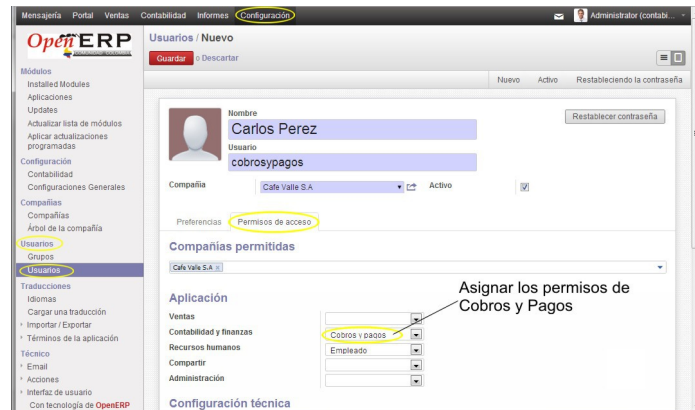 Mensajería Portal Ventas Contabilidad Informes Configuración Administrator (contabi...
OpenERP
COMUNIDAD COLOMBIA
Usuarios / Nuevo
Guardar o Descartar
Nuevo Activo Restableciendo la contraseña
Módulos
Installed Modules
Aplicaciones
Updates
Actualizar lista de módulos
Aplicar actualizaciones
programadas
Configuración
Contabilidad
Configuraciones Generales
Compañías
Compañías
Árbol de la compañía
Usuarios
Grupos
Usuarios
Traducciones
Idiomas
Cargar una traducción
Importar / Exportar
Términos de la aplicación
Técnico
Email
Acciones
Interfaz de usuario
Con tecnología de OpenERP
Nombre
Carlos Perez
Restablecer contraseña
Usuario
cobrosypagos
Compañía Cafe Valle S.A Activo
Preferencias Permisos de acceso
Compañías permitidas
Cafe Valle S.A x
Asignar los permisos de
Cobros y Pagos
Aplicación
Ventas
Contabilidad y finanzas Cobros y pagos
Recursos humanos Empleado
Compartir
Administración
Configuración técnica